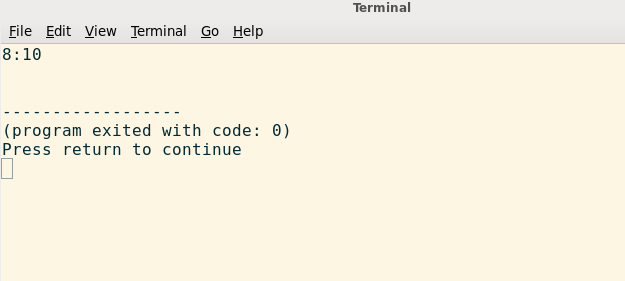 Terminal
File Edit View Terminal Go Help
8:10
------------------
(program exited with code: 0)
Press return to continue